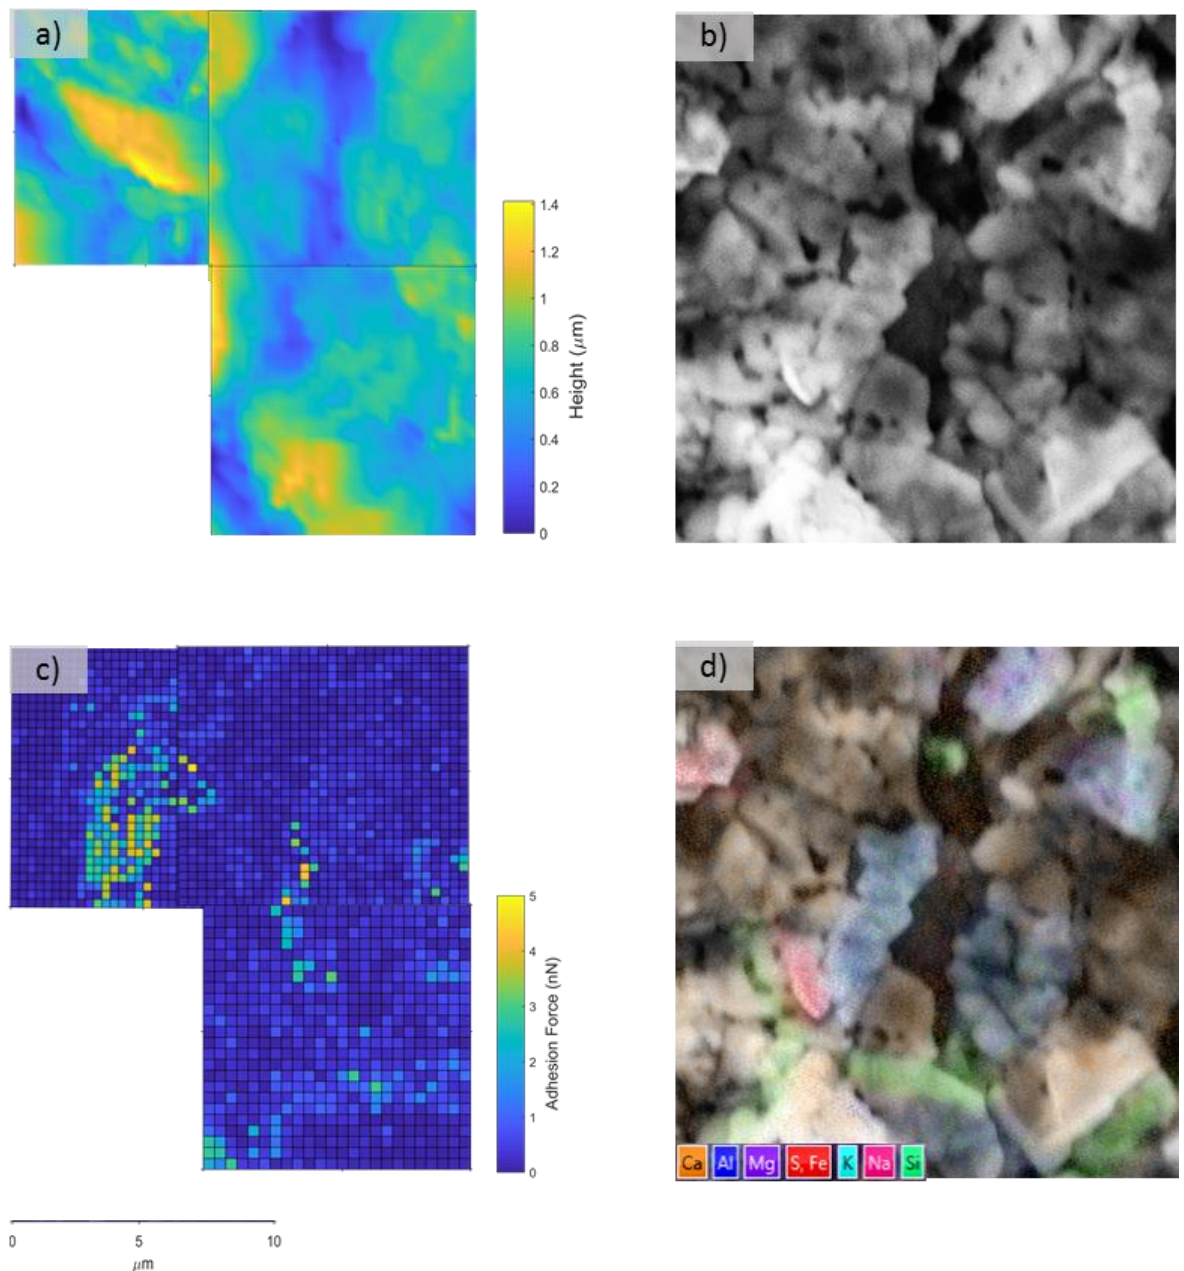 a)
b)
1.4
1.2
1
0.8
0.6
0.4
0.2
0
Height (μm)
c)
d)
5
4
3
2
1
0
Adhesion Force (nN)
Ca Al Mg S, Fe K Na Si
0 5 10
μm